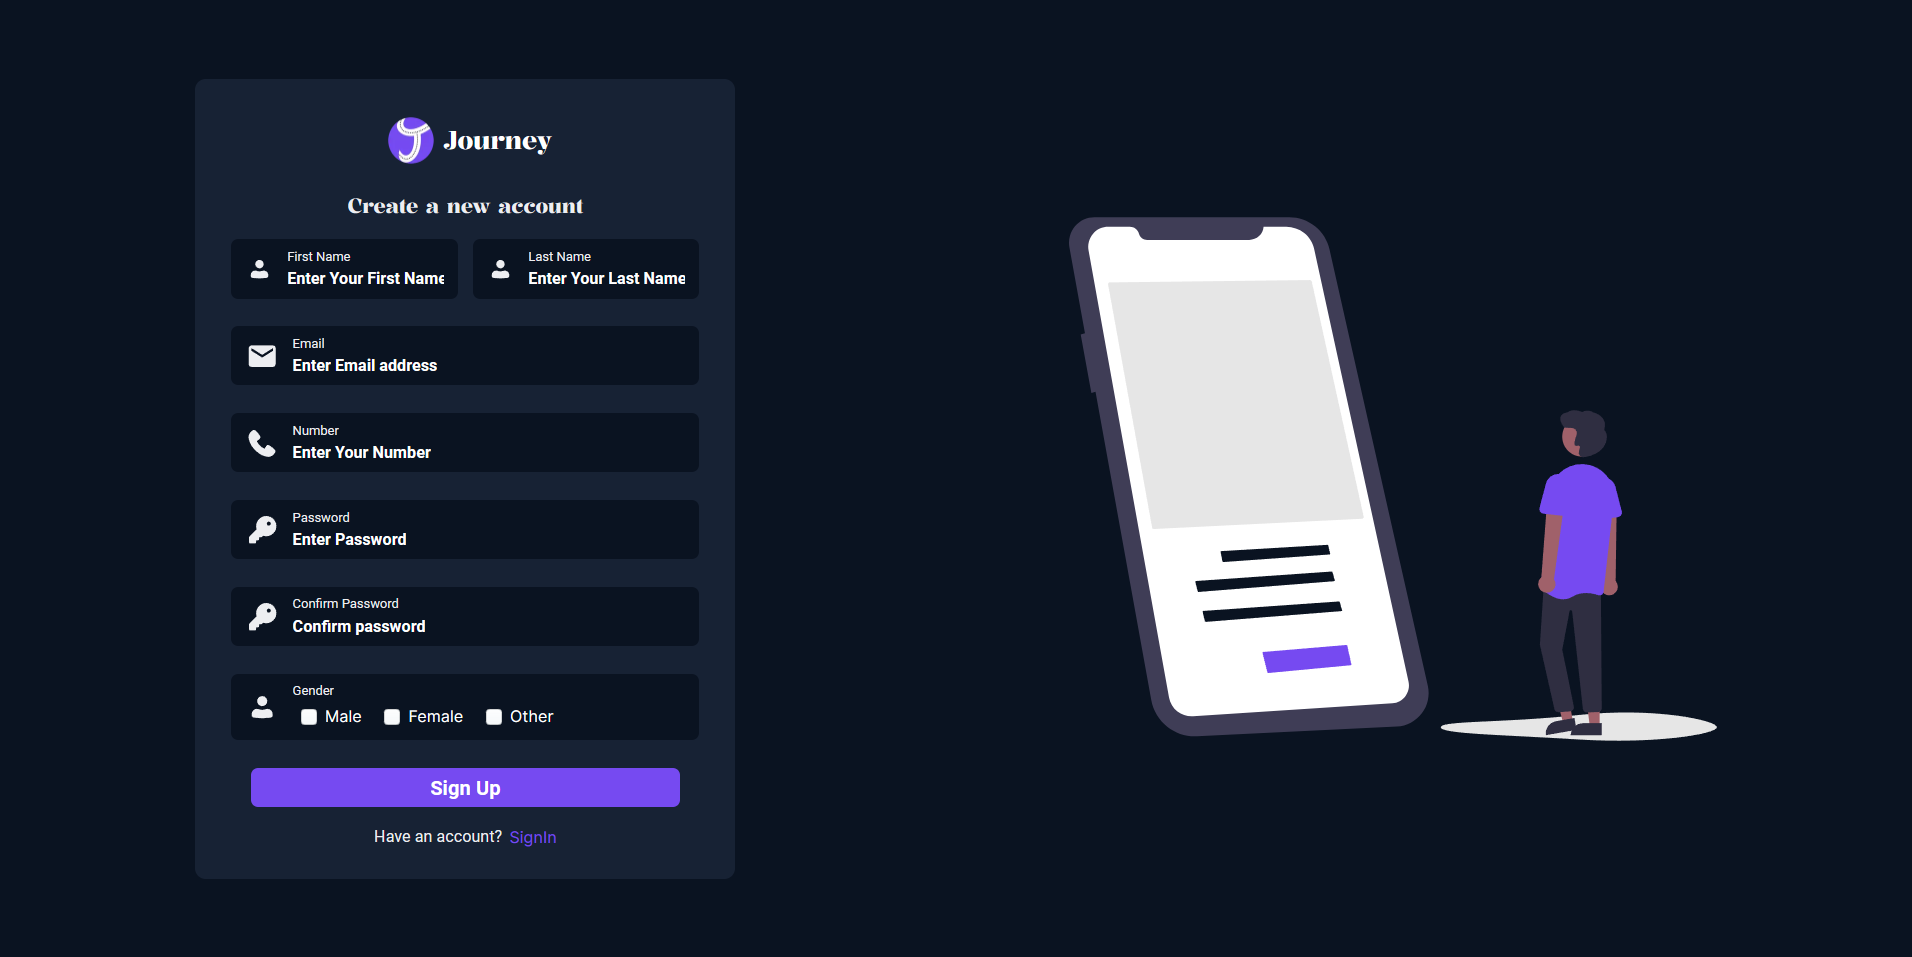 Journey
Create a new account
First Name
Enter Your First Name
Last Name
Enter Your Last Name
Email
Enter Email address
Number
Enter Your Number
Password
Enter Password
Confirm Password
Confirm password
Gender
Male Female Other
Sign Up
Have an account? SignIn